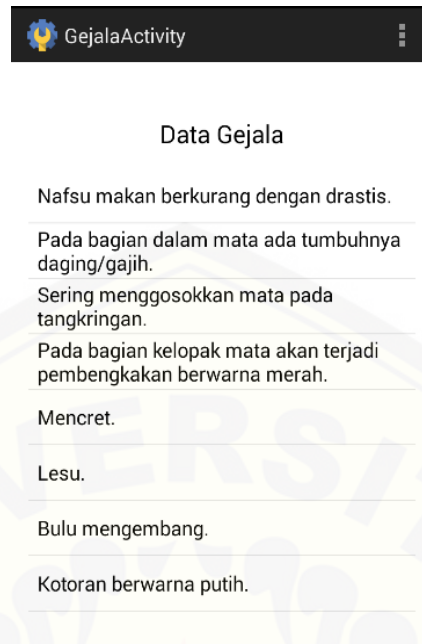 GejalaActivity
Data Gejala
Nafsu makan berkurang dengan drastis.
Pada bagian dalam mata ada tumbuhnya
daging/gajih.
Sering menggosokkan mata pada
tangkringan.
Pada bagian kelopak mata akan terjadi
pembengkakan berwarna merah.
Mencret.
Lesu.
Bulu mengembang.
Kotoran berwarna putih.